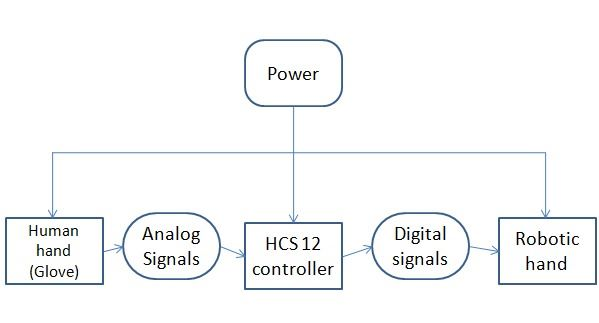 Power
Human
hand
(Glove)
Analog
Signals
HCS 12
controller
Digital
signals
Robotic
hand